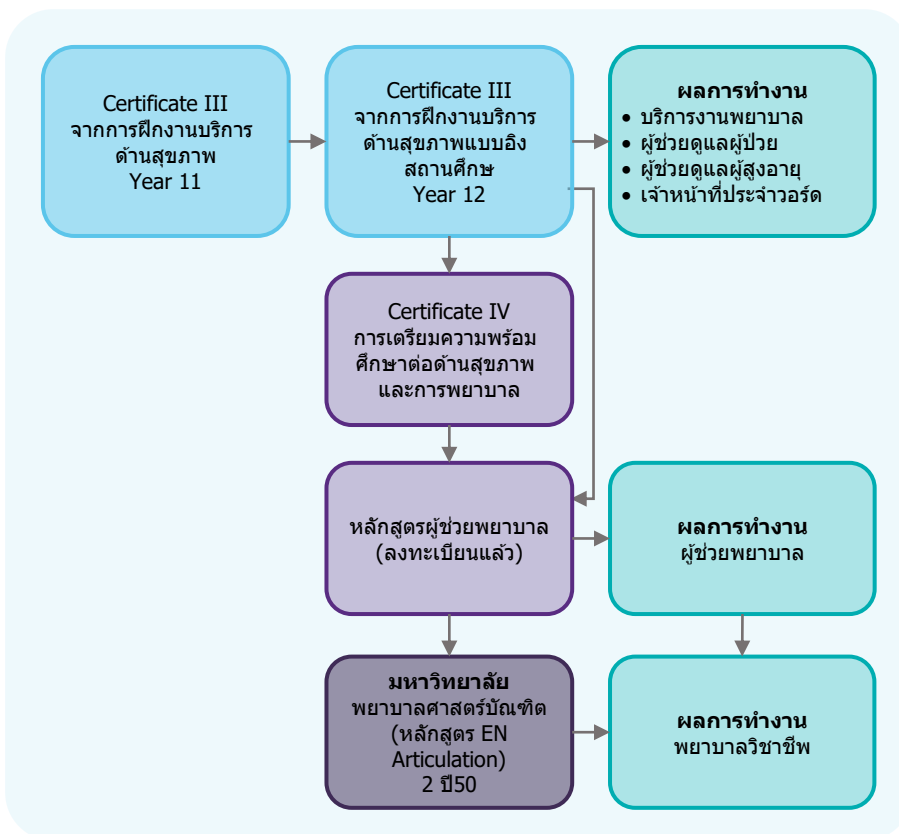 Certificate III
จากการฝึกงานบริการ
ด้านสุขภาพ
Year 11
Certificate III
จากการฝึกงานบริการ
ด้านสุขภาพแบบอิง
สถานศึกษ
Year 12
ผลการทำงาน
• บริการงานพยาบาล
• ผู้ช่วยดูแลผู้ป่วย
• ผู้ช่วยดูแลผู้สูงอายุ
• เจ้าหน้าที่ประจำวอร์ด
Certificate IV
การเตรียมความพร้อม
ศึกษาต่อด้านสุขภาพ
และการพยาบาล
หลักสูตรผู้ช่วยพยาบาล
(ลงทะเบียนแล้ว)
ผลการทำงาน
ผู้ช่วยพยาบาล
มหาวิทยาลัย
พยาบาลศาสตร์บัณฑิต
(หลักสูตร EN
Articulation)
2 ปี50
ผลการทำงาน
พยาบาลวิชาชีพ